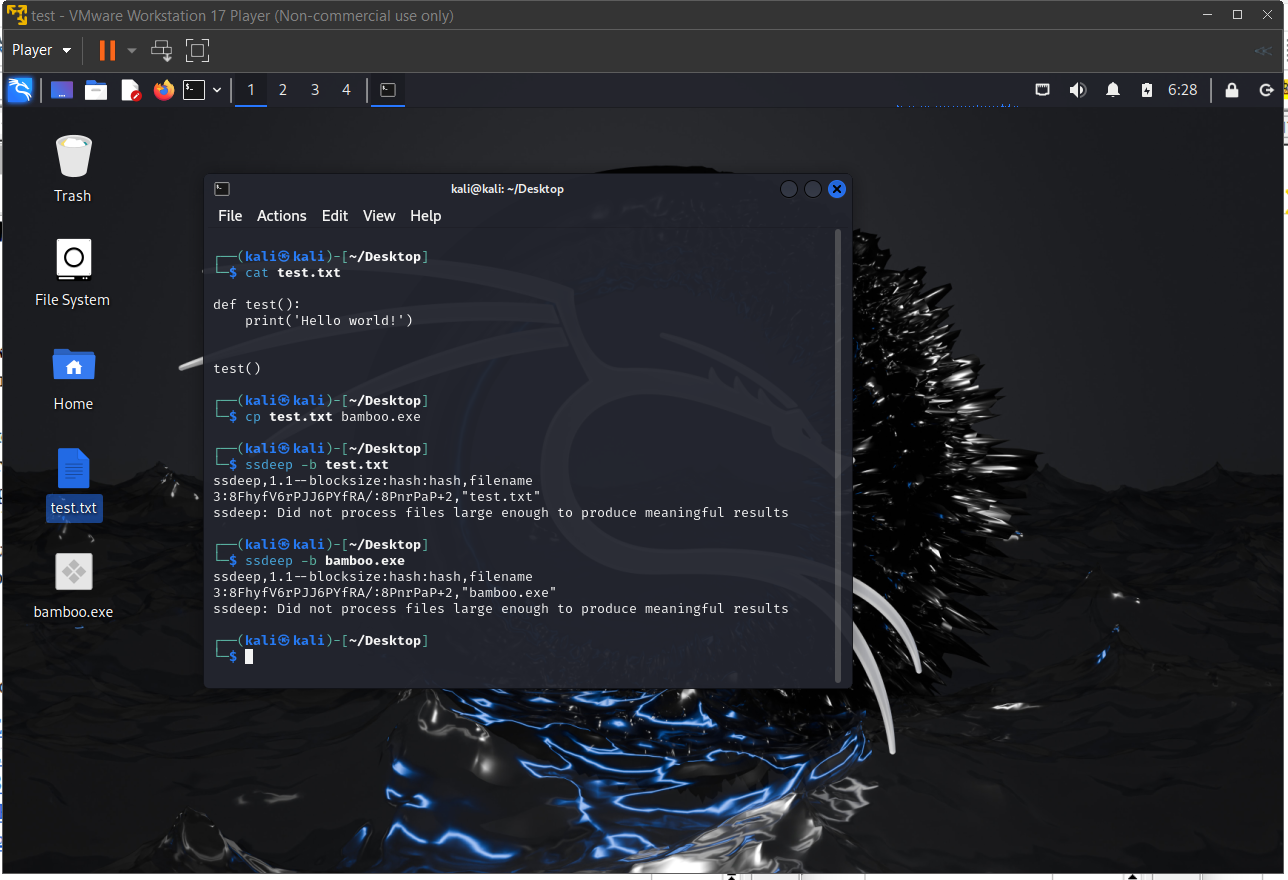 test - VMware Workstation 17 Player (Non-commercial use only)
Player
1 2 3 4
6:28
Trash
File System
Home
test.txt
bamboo.exe
kali@kali: ~/Desktop
File Actions Edit View Help
┌──(kali㉿kali)-[~/Desktop]
└─$ cat test.txt
def test():
    print('Hello world!')
test()
┌──(kali㉿kali)-[~/Desktop]
└─$ cp test.txt bamboo.exe
┌──(kali㉿kali)-[~/Desktop]
└─$ ssdeep -b test.txt
ssdeep,1.1--blocksize:hash:hash,filename
3:8FhyfV6rPJJ6PYfRA/:8PnrPaP+2,"test.txt"
ssdeep: Did not process files large enough to produce meaningful results
┌──(kali㉿kali)-[~/Desktop]
└─$ ssdeep -b bamboo.exe
ssdeep,1.1--blocksize:hash:hash,filename
3:8FhyfV6rPJJ6PYfRA/:8PnrPaP+2,"bamboo.exe"
ssdeep: Did not process files large enough to produce meaningful results
┌──(kali㉿kali)-[~/Desktop]
└─$